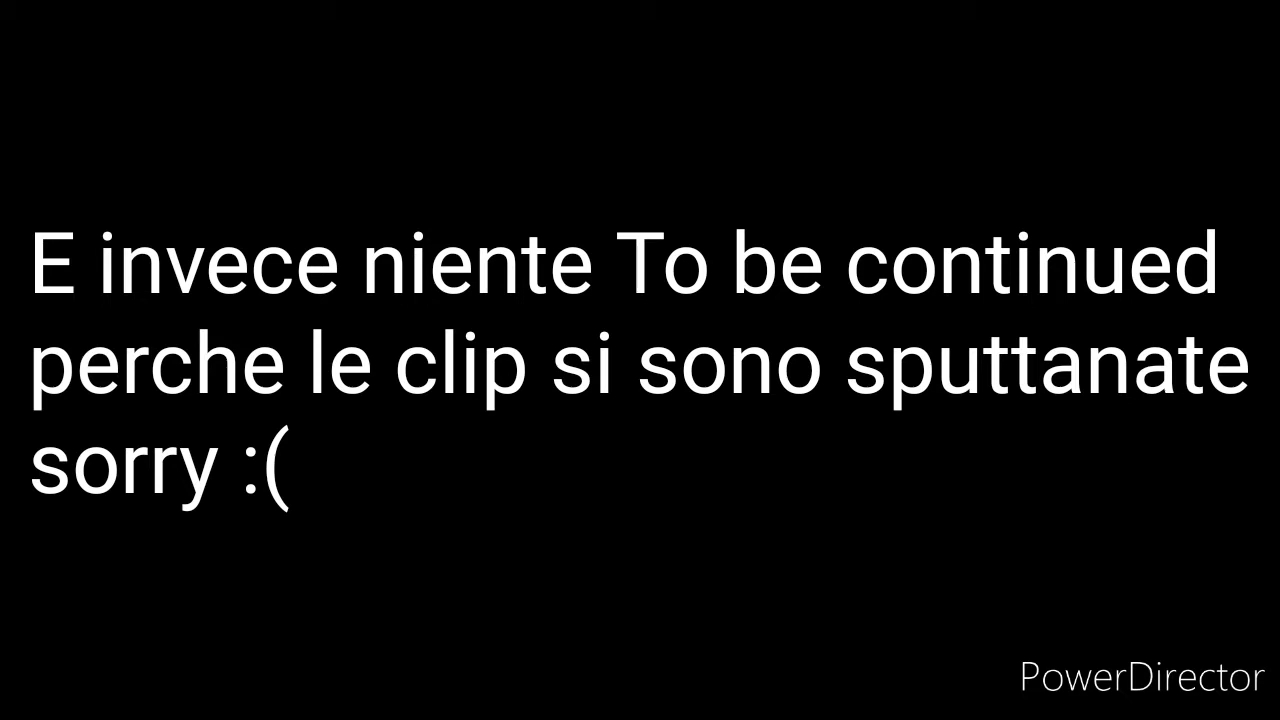 E invece niente To be continued
perche le clip si sono sputtanate
sorry :(
PowerDirector